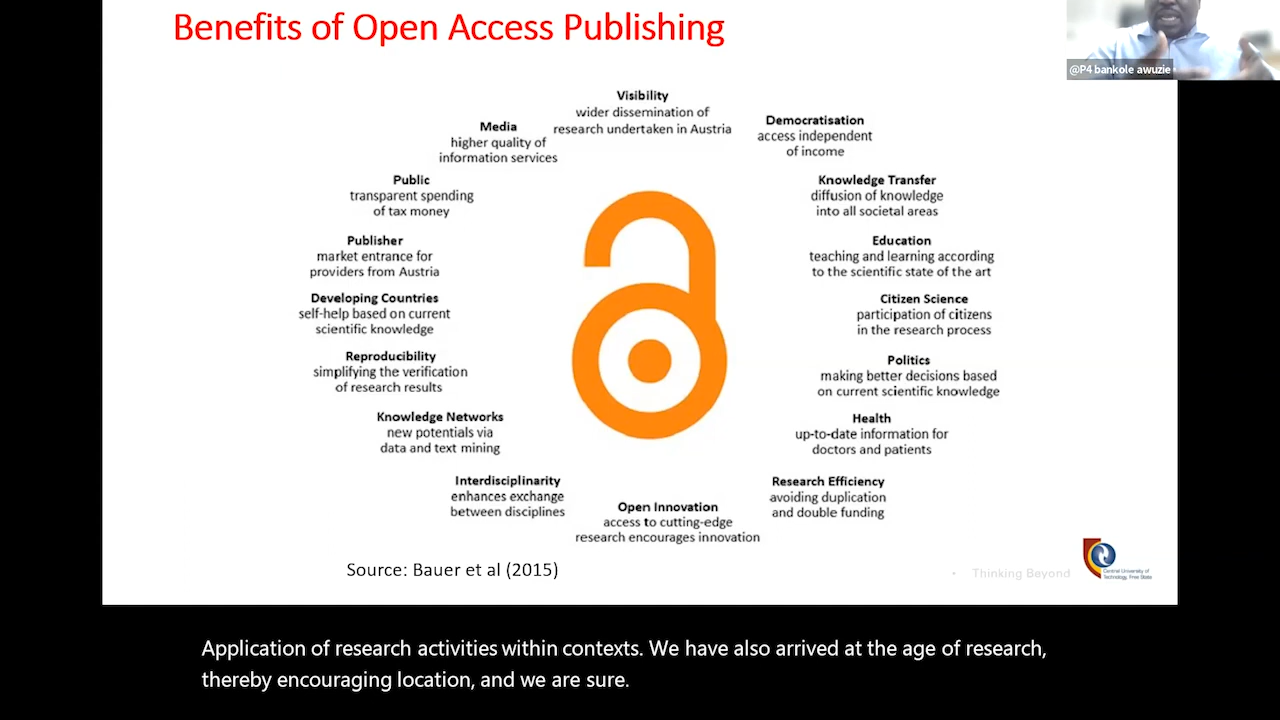 Benefits of Open Access Publishing
@P4 bankole awuzie
Visibility
wider dissemination of
research undertaken in Austria
Media
higher quality of
information services
Democratisation
access independent
of income
Public
transparent spending
of tax money
Knowledge Transfer
diffusion of knowledge
into all societal areas
Publisher
market entrance for
providers from Austria
Education
teaching and learning according
to the scientific state of the art
Developing Countries
self-help based on current
scientific knowledge
Citizen Science
participation of citizens
in the research process
Reproducibility
simplifying the verification
of research results
Politics
making better decisions based
on current scientific knowledge
Knowledge Networks
new potentials via
data and text mining
Health
up-to-date information for
doctors and patients
Interdisciplinarity
enhances exchange
between disciplines
Open Innovation
access to cutting-edge
research encourages innovation
Research Efficiency
avoiding duplication
and double funding
Source: Bauer et al (2015)
• Thinking Beyond
Central University of
Technology, Free State
Application of research activities within contexts. We have also arrived at the age of research,
thereby encouraging location, and we are sure.